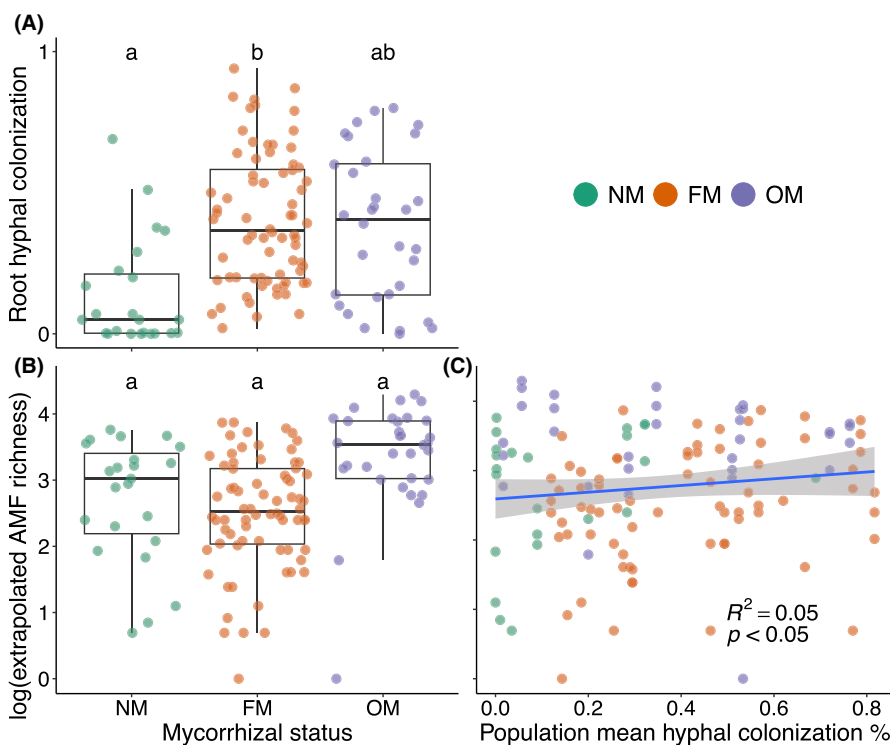 (A)
a b ab
1
0
Root hyphal colonization
NM FM OM
(B)
a a a
4
3
2
1
0
log(extrapolated AMF richness)
NM FM OM
Mycorrhizal status
(C)
R² = 0.05
p < 0.05
0.0 0.2 0.4 0.6 0.8
Population mean hyphal colonization %